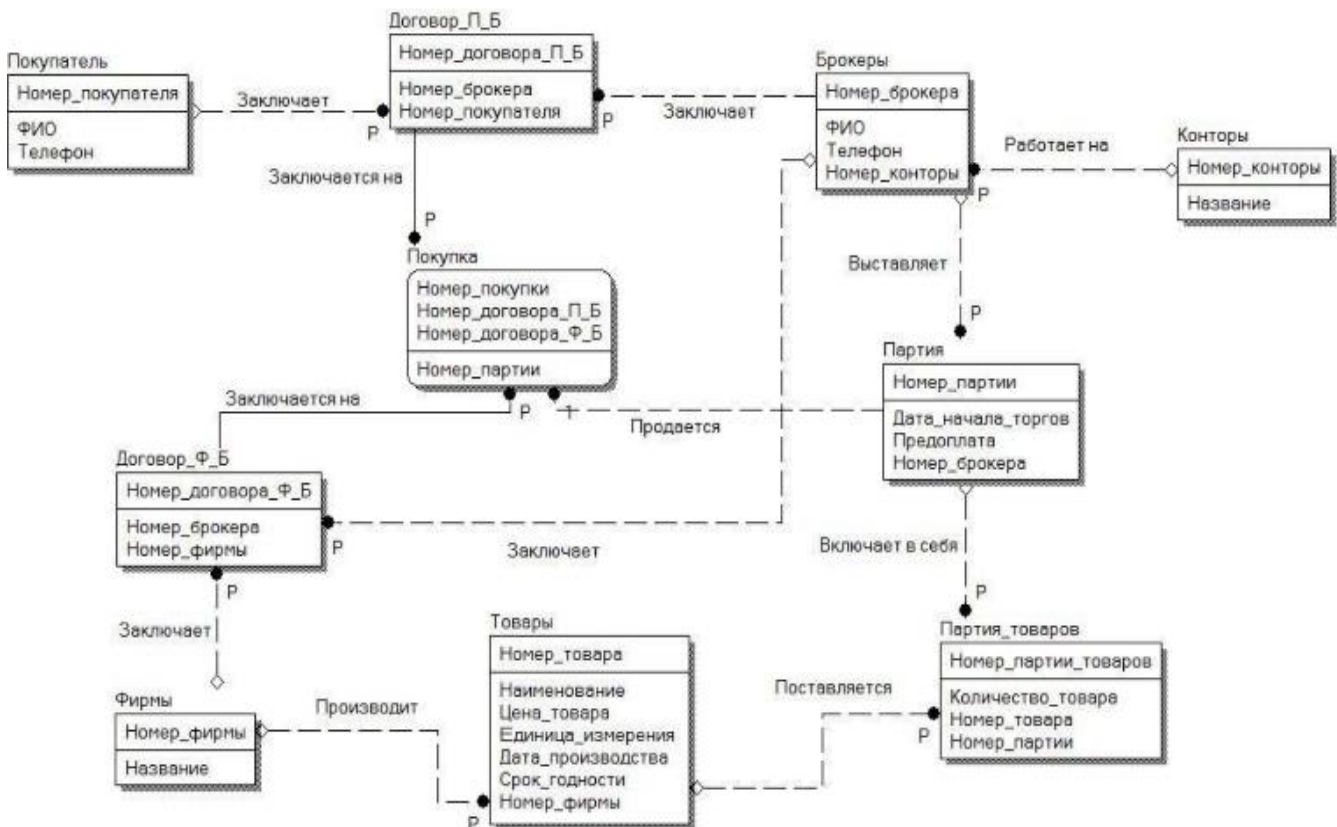 Договор_П_Б
Номер_договора_П_Б
Номер_брокера
Номер_покупателя
Покупатель
Номер_покупателя
ФИО
Телефон
Заключает
P
Заключает
P
Брокеры
Номер_брокера
ФИО
Телефон
Номер_конторы
Работает на
P
Конторы
Номер_конторы
Название
Заключается на
P
Покупка
Номер_покупки
Номер_договора_П_Б
Номер_договора_Ф_Б
Номер_партии
Выставляет
P
Партия
Номер_партии
Дата_начала_торгов
Предоплата
Номер_брокера
Заключается на
P
1
Продается
Договор_Ф_Б
Номер_договора_Ф_Б
Номер_брокера
Номер_фирмы
P
Заключает
P
Включает в себя
P
Заключает
Фирмы
Номер_фирмы
Название
Производит
P
Товары
Номер_товара
Наименование
Цена_товара
Единица_измерения
Дата_производства
Срок_годности
Номер_фирмы
Поставляется
P
Партия_товаров
Номер_партии_товаров
Количество_товара
Номер_товара
Номер_партии